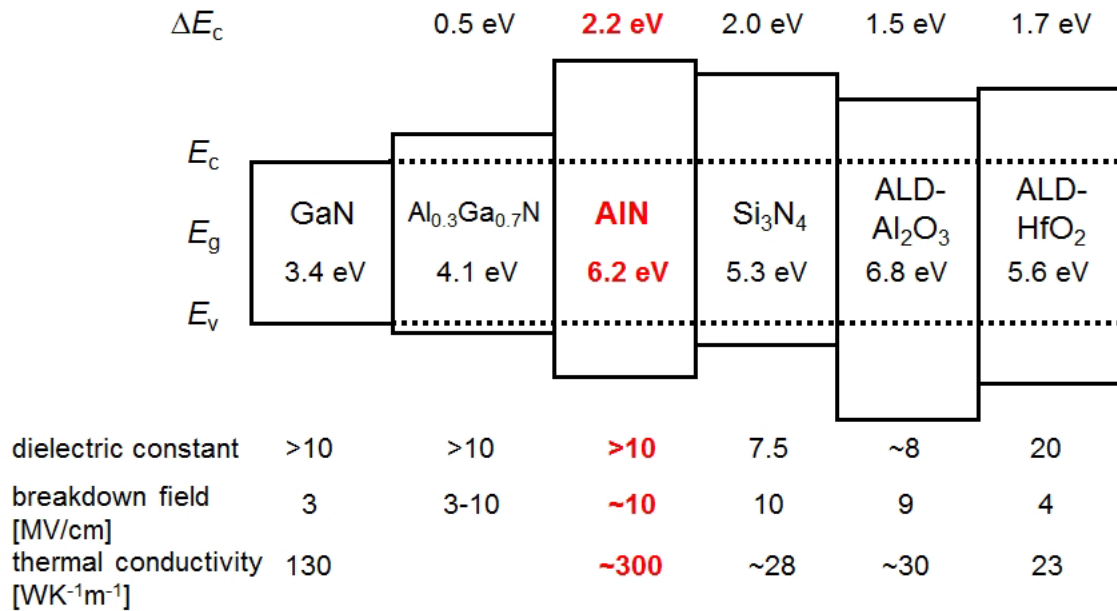 ΔEc 0.5 eV 2.2 eV 2.0 eV 1.5 eV 1.7 eV
Ec
GaN Al0.3Ga0.7N AlN Si3N4 ALD-Al2O3 ALD-HfO2
Eg
3.4 eV 4.1 eV 6.2 eV 5.3 eV 6.8 eV 5.6 eV
Ev
dielectric constant >10 >10 >10 7.5 ~8 20
breakdown field
[MV/cm] 3 3-10 ~10 10 9 4
thermal conductivity 130 ~300 ~28 ~30 23
[WK-1m-1]